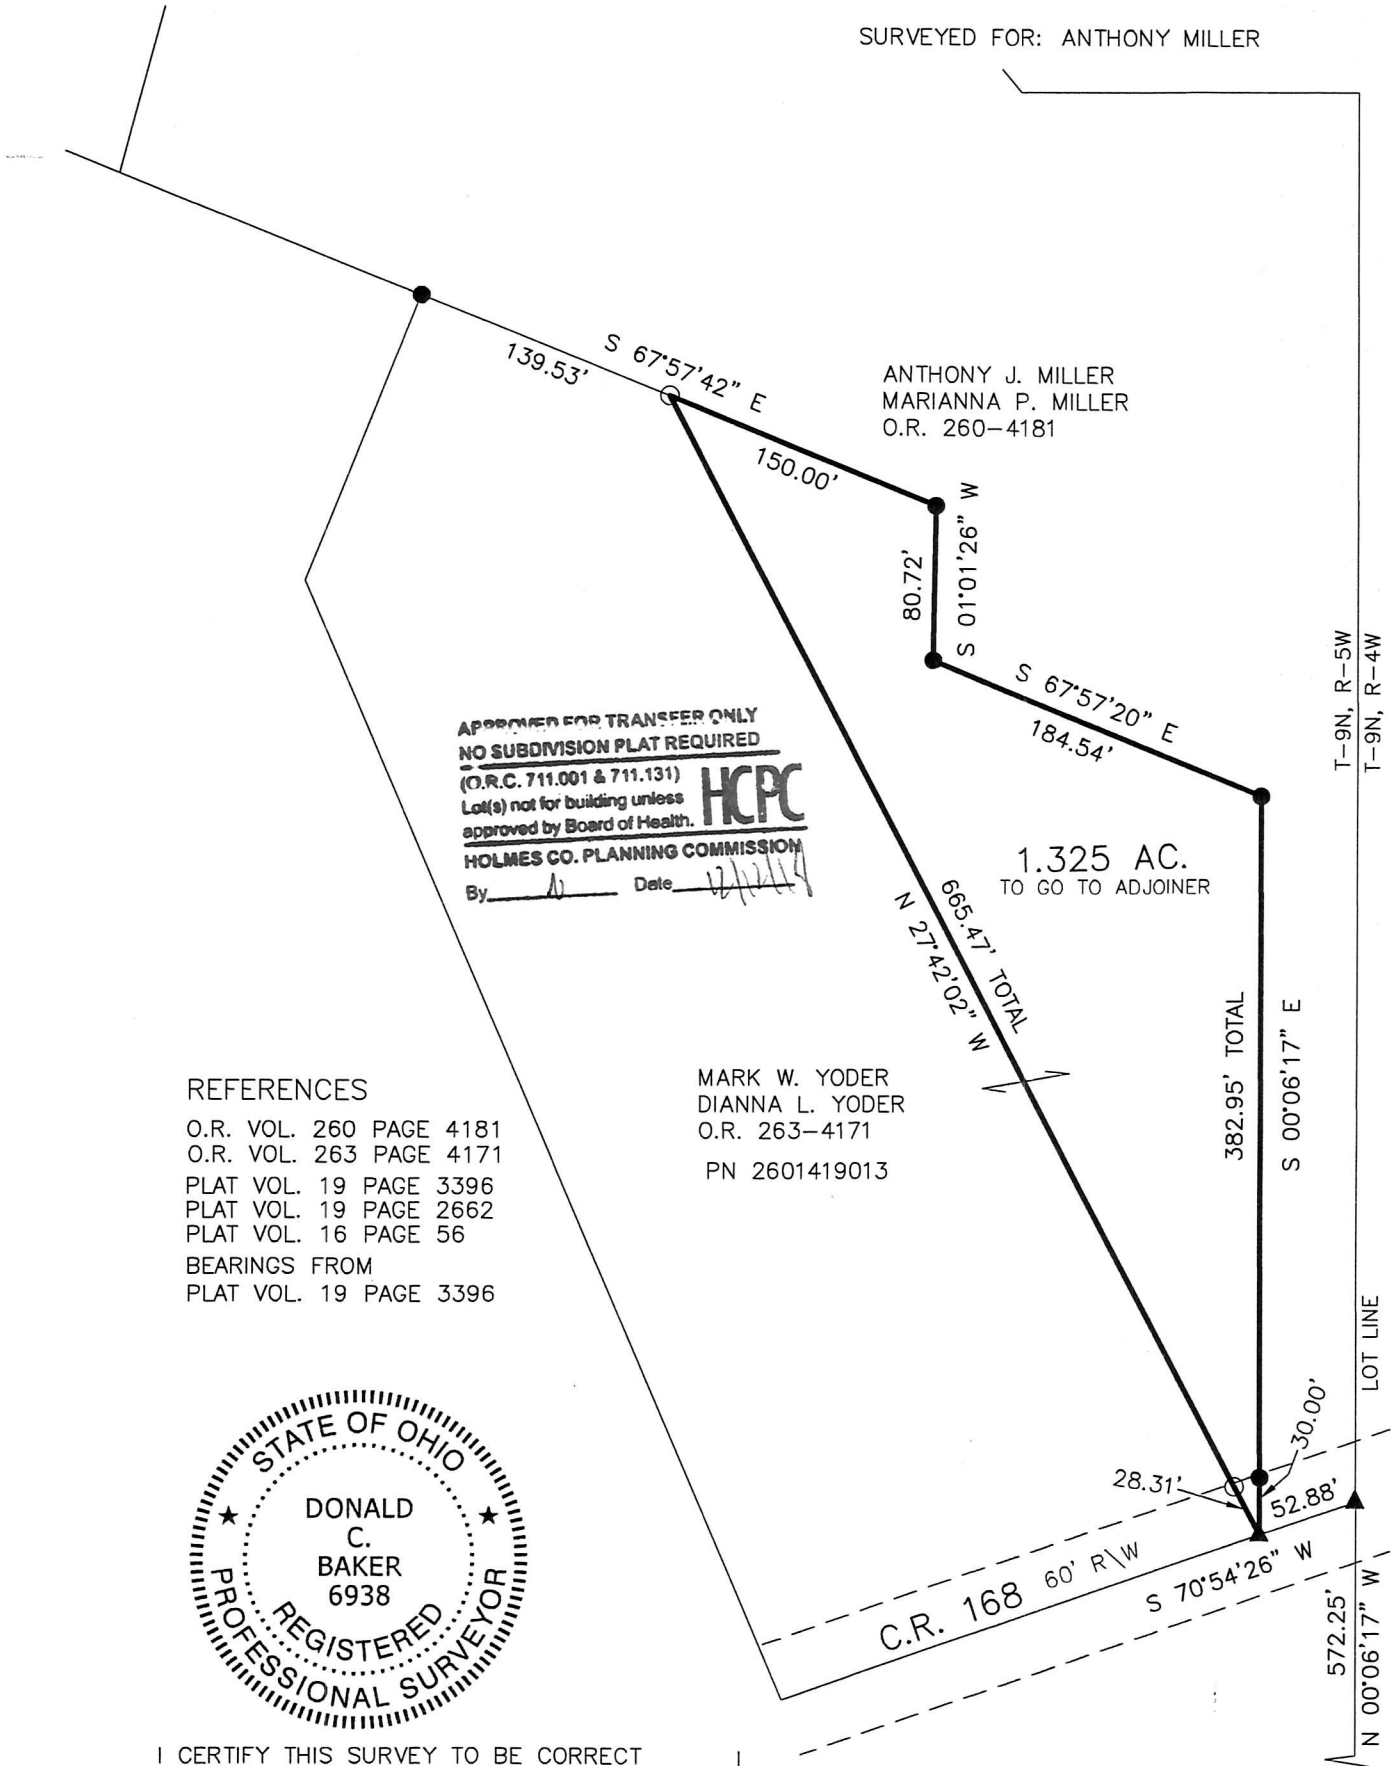 SURVEYED FOR: ANTHONY MILLER
139.53'
S 67°57'42" E
150.00'
ANTHONY J. MILLER
MARIANNA P. MILLER
O.R. 260-4181
80.72'
S 01°01'26" W
S 67°57'20" E
184.54'
T-9N, R-5W
T-9N, R-4W
APPROVED FOR TRANSFER ONLY
NO SUBDIVISION PLAT REQUIRED
(O.R.C. 711.001 & 711.131)
Lot(s) not for building unless
approved by Board of Health.
HCPC
HOLMES CO. PLANNING COMMISSION
By Date
1.325 AC.
TO GO TO ADJOINER
665.47' TOTAL
N 27°42'02" W
382.95' TOTAL
S 00°06'17" E
MARK W. YODER
DIANNA L. YODER
O.R. 263-4171
PN 2601419013
REFERENCES
O.R. VOL. 260 PAGE 4181
O.R. VOL. 263 PAGE 4171
PLAT VOL. 19 PAGE 3396
PLAT VOL. 19 PAGE 2662
PLAT VOL. 16 PAGE 56
BEARINGS FROM
PLAT VOL. 19 PAGE 3396
LOT LINE
30.00'
28.31'
52.88'
C.R. 168 60' R\W
S 70°54'26" W
572.25'
N 00°06'17" W
STATE OF OHIO
DONALD
C.
BAKER
6938
REGISTERED
PROFESSIONAL SURVEYOR
I CERTIFY THIS SURVEY TO BE CORRECT